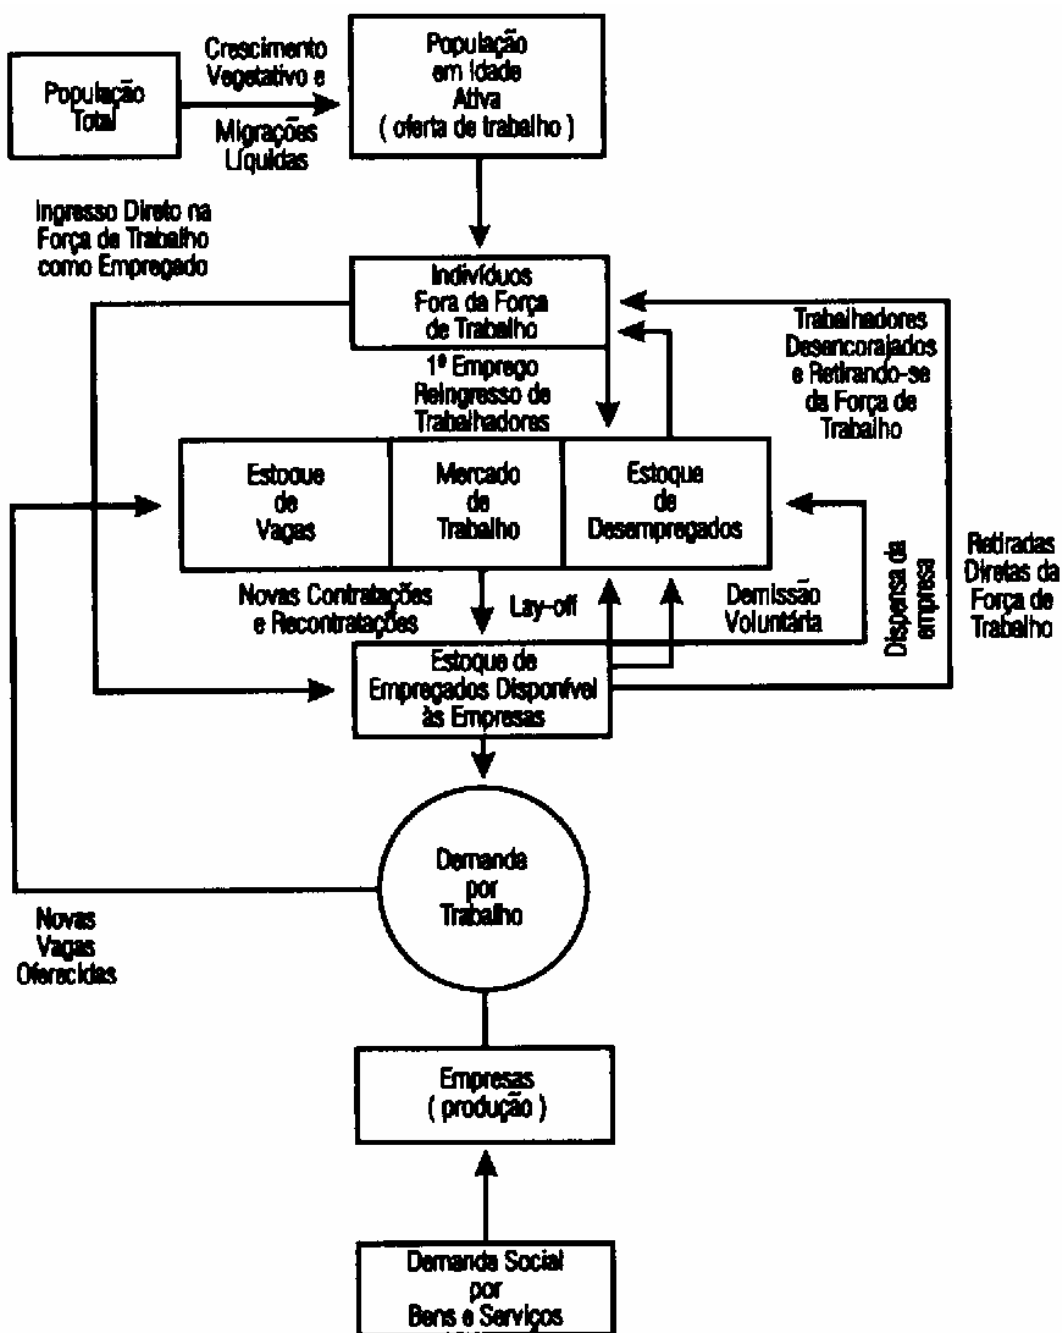 População
Total
Crescimento
Vegetativo e
Migrações
Líquidas
População
em Idade
Ativa
( oferta de trabalho )
Ingresso Direto na
Força de Trabalho
como Empregado
Indivíduos
Fora da Força
de Trabalho
1º Emprego
Reingresso de
Trabalhadores
Trabalhadores
Desencorajados
e Retirando-se
da Força de
Trabalho
Estoque
de
Vagas
Mercado
de
Trabalho
Estoque
de
Desempregados
Novas Contratações
e Recontratações
Lay-off
Demissão
Voluntária
Dispensa da
empresa
Retiradas
Diretas da
Força de
Trabalho
Estoque de
Empregados Disponível
às Empresas
Demanda
por
Trabalho
Novas
Vagas
Oferecidas
Empresas
( produção )
Demanda Social
por
Bens e Serviços